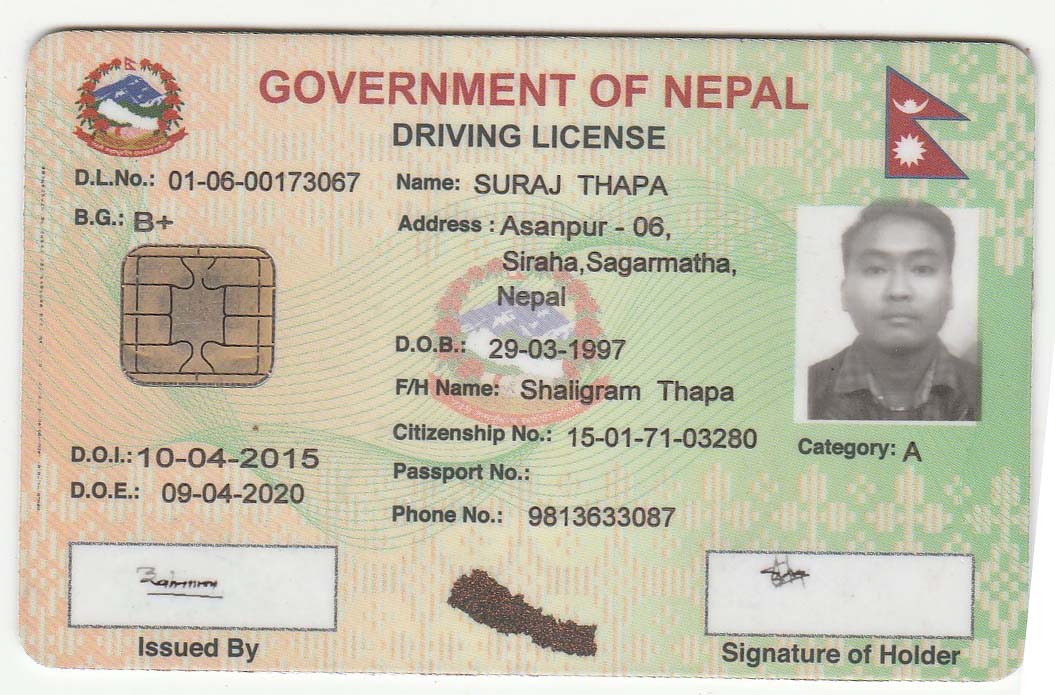 GOVERNMENT OF NEPAL
DRIVING LICENSE
D.L.No.: 01-06-00173067
Name: SURAJ THAPA
B.G.: B+
Address : Asanpur - 06,
Siraha,Sagarmatha,
Nepal
D.O.B.: 29-03-1997
F/H Name: Shaligram Thapa
Citizenship No.: 15-01-71-03280
Category: A
D.O.I.: 10-04-2015
Passport No.:
D.O.E.: 09-04-2020
Phone No.: 9813633087
Issued By
Signature of Holder